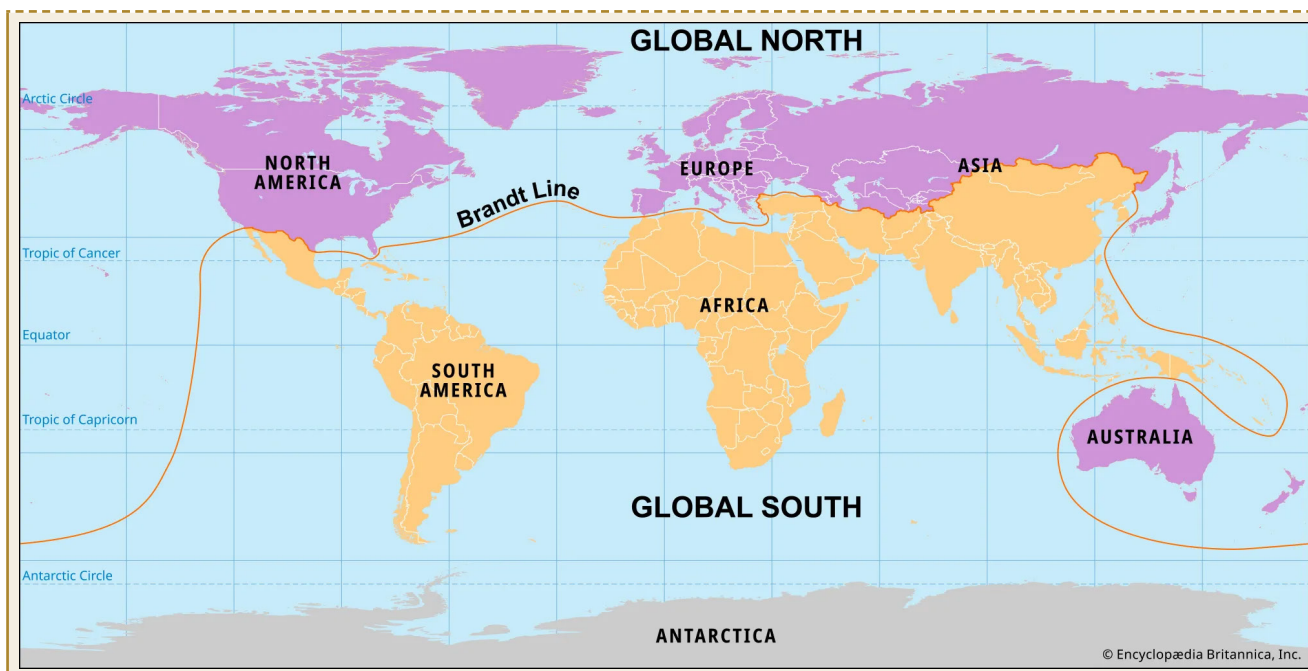 GLOBAL NORTH
Arctic Circle
NORTH
AMERICA
EUROPE
ASIA
Brandt Line
Tropic of Cancer
AFRICA
Equator
SOUTH
AMERICA
Tropic of Capricorn
AUSTRALIA
GLOBAL SOUTH
Antarctic Circle
ANTARCTICA
© Encyclopædia Britannica, Inc.